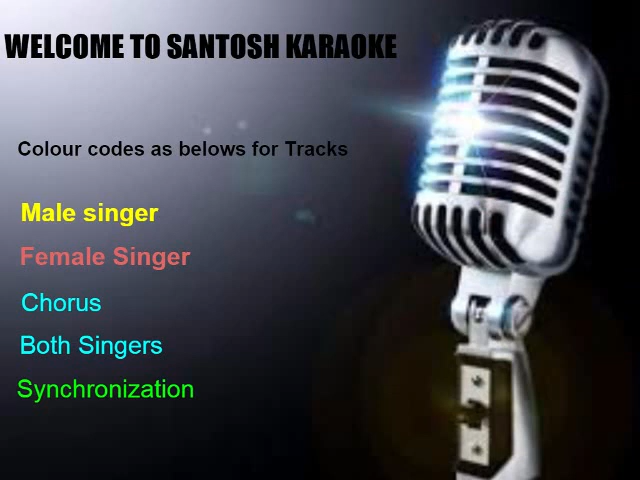 WELCOME TO SANTOSH KARAOKE
Colour codes as belows for Tracks
Male singer
Female Singer
Chorus
Both Singers
Synchronization